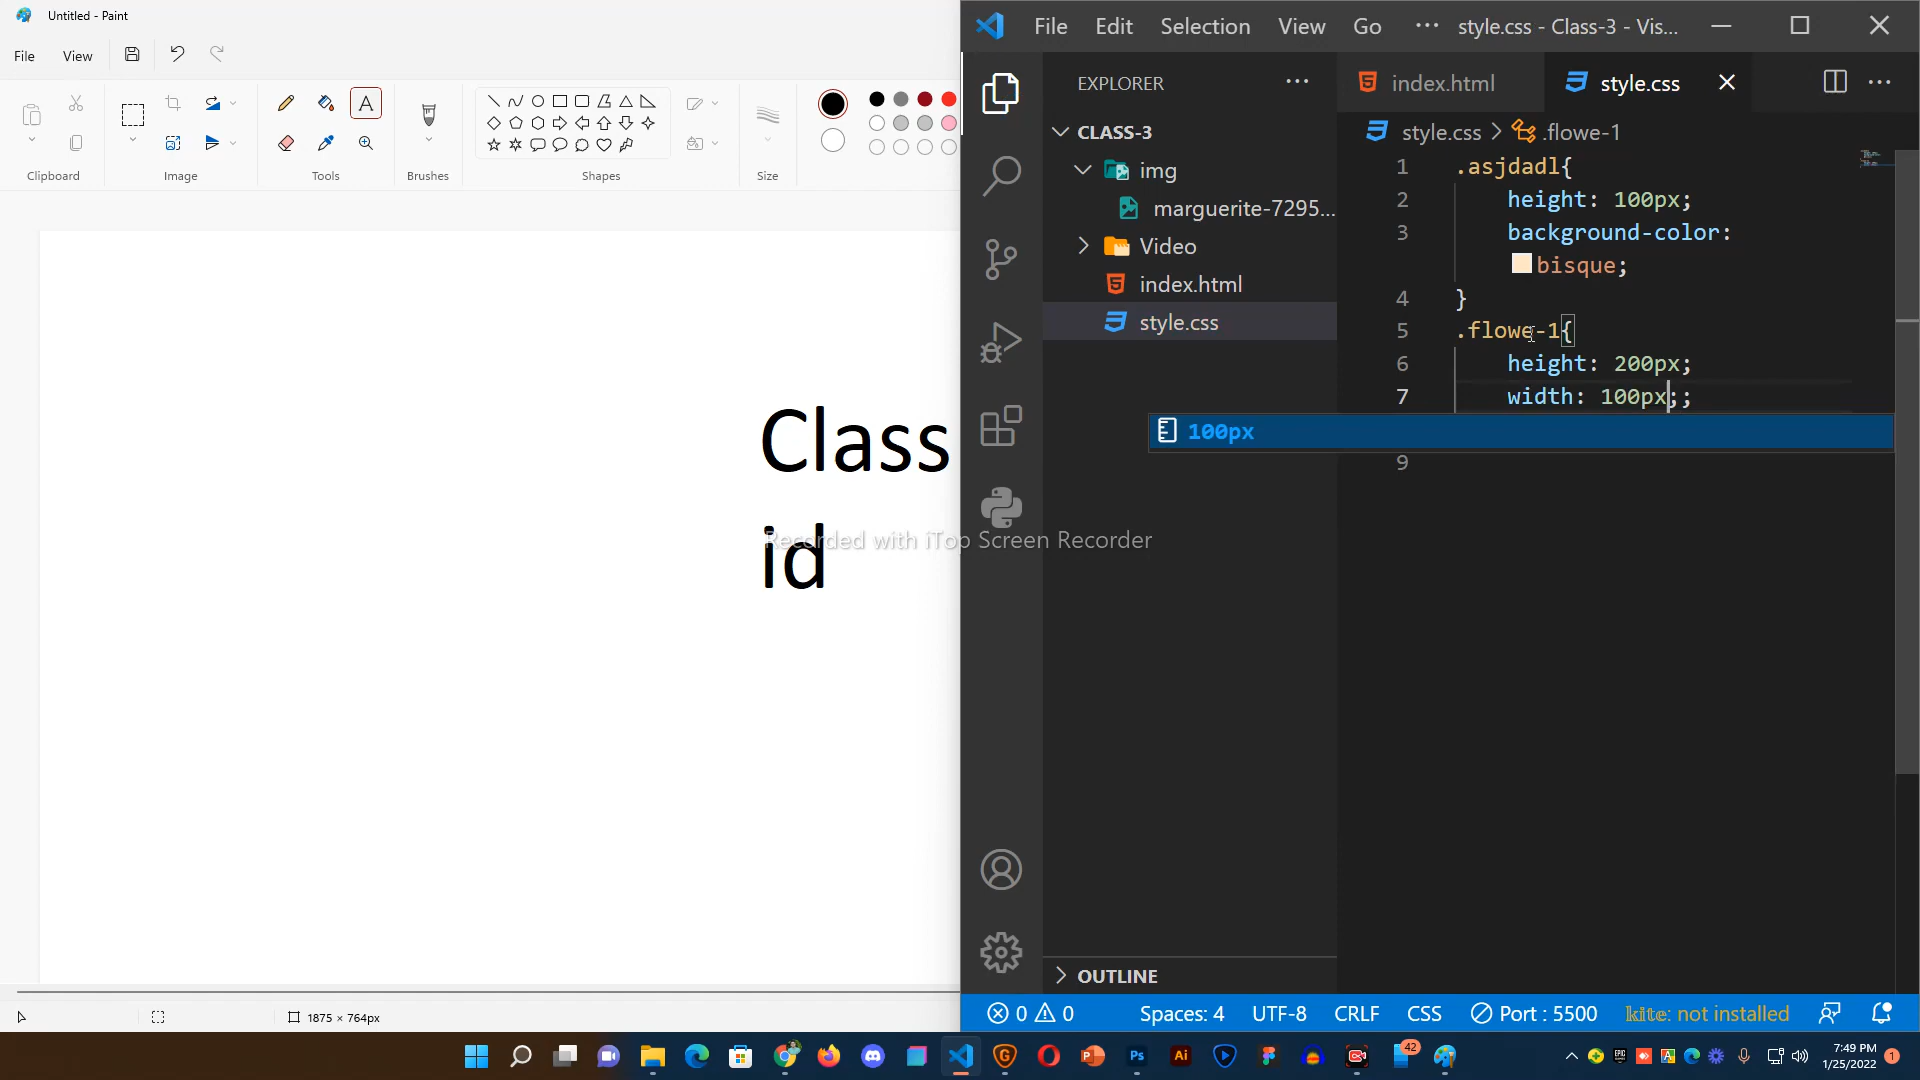 Untitled - Paint
File
View
Clipboard
Image
Tools
Brushes
Shapes
Size
Class
id
1875 × 764px
File Edit Selection View Go ··· style.css - Class-3 - Vis...
EXPLORER ···
CLASS-3
img
marguerite-7295...
Video
index.html
style.css
OUTLINE
index.html
style.css
style.css > .flowe-1
1 .asjdadl{
2 height: 100px;
3 background-color:
bisque;
4 }
5 .flowe-1{
6 height: 200px;
7 width: 100px;;
100px
9
Recorded with iTop Screen Recorder
0 0 Spaces: 4 UTF-8 CRLF CSS Port : 5500 kite: not installed
42
7:49 PM
1/25/2022
1